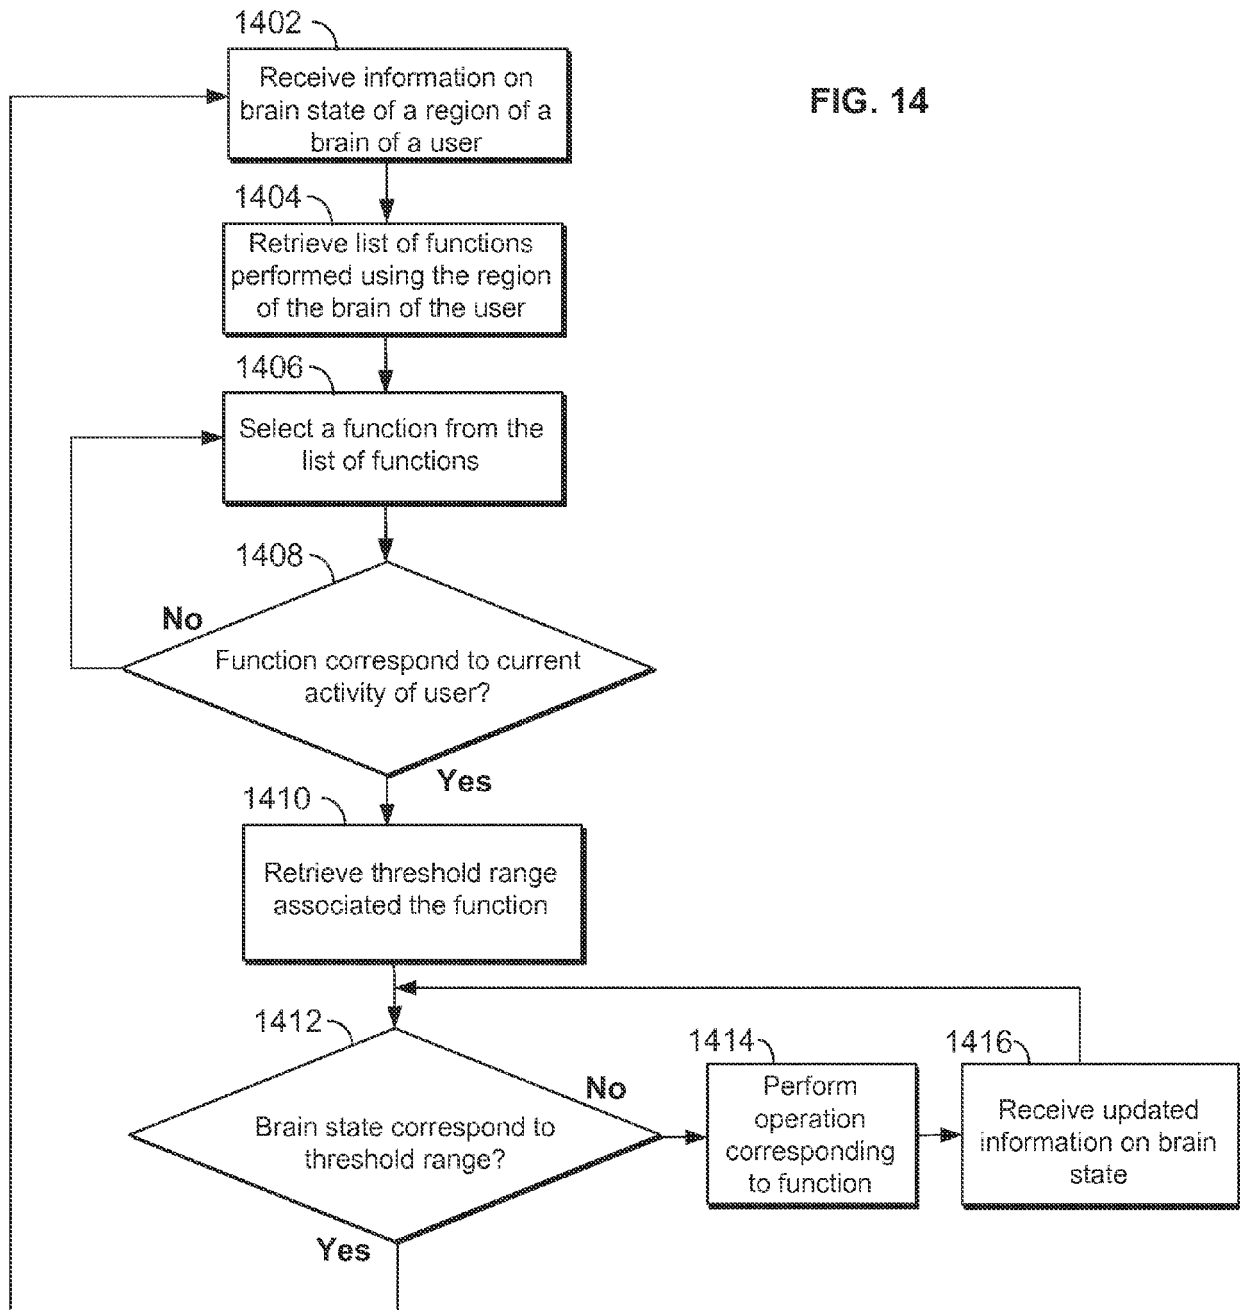 1402
Receive information on
brain state of a region of a
brain of a user
FIG. 14
1404
Retrieve list of functions
performed using the region
of the brain of the user
1406
Select a function from the
list of functions
1408
No
Function correspond to current
activity of user?
Yes
1410
Retrieve threshold range
associated the function
1412
No
Brain state correspond to
threshold range?
Yes
1414
Perform
operation
corresponding
to function
1416
Receive updated
information on brain
state